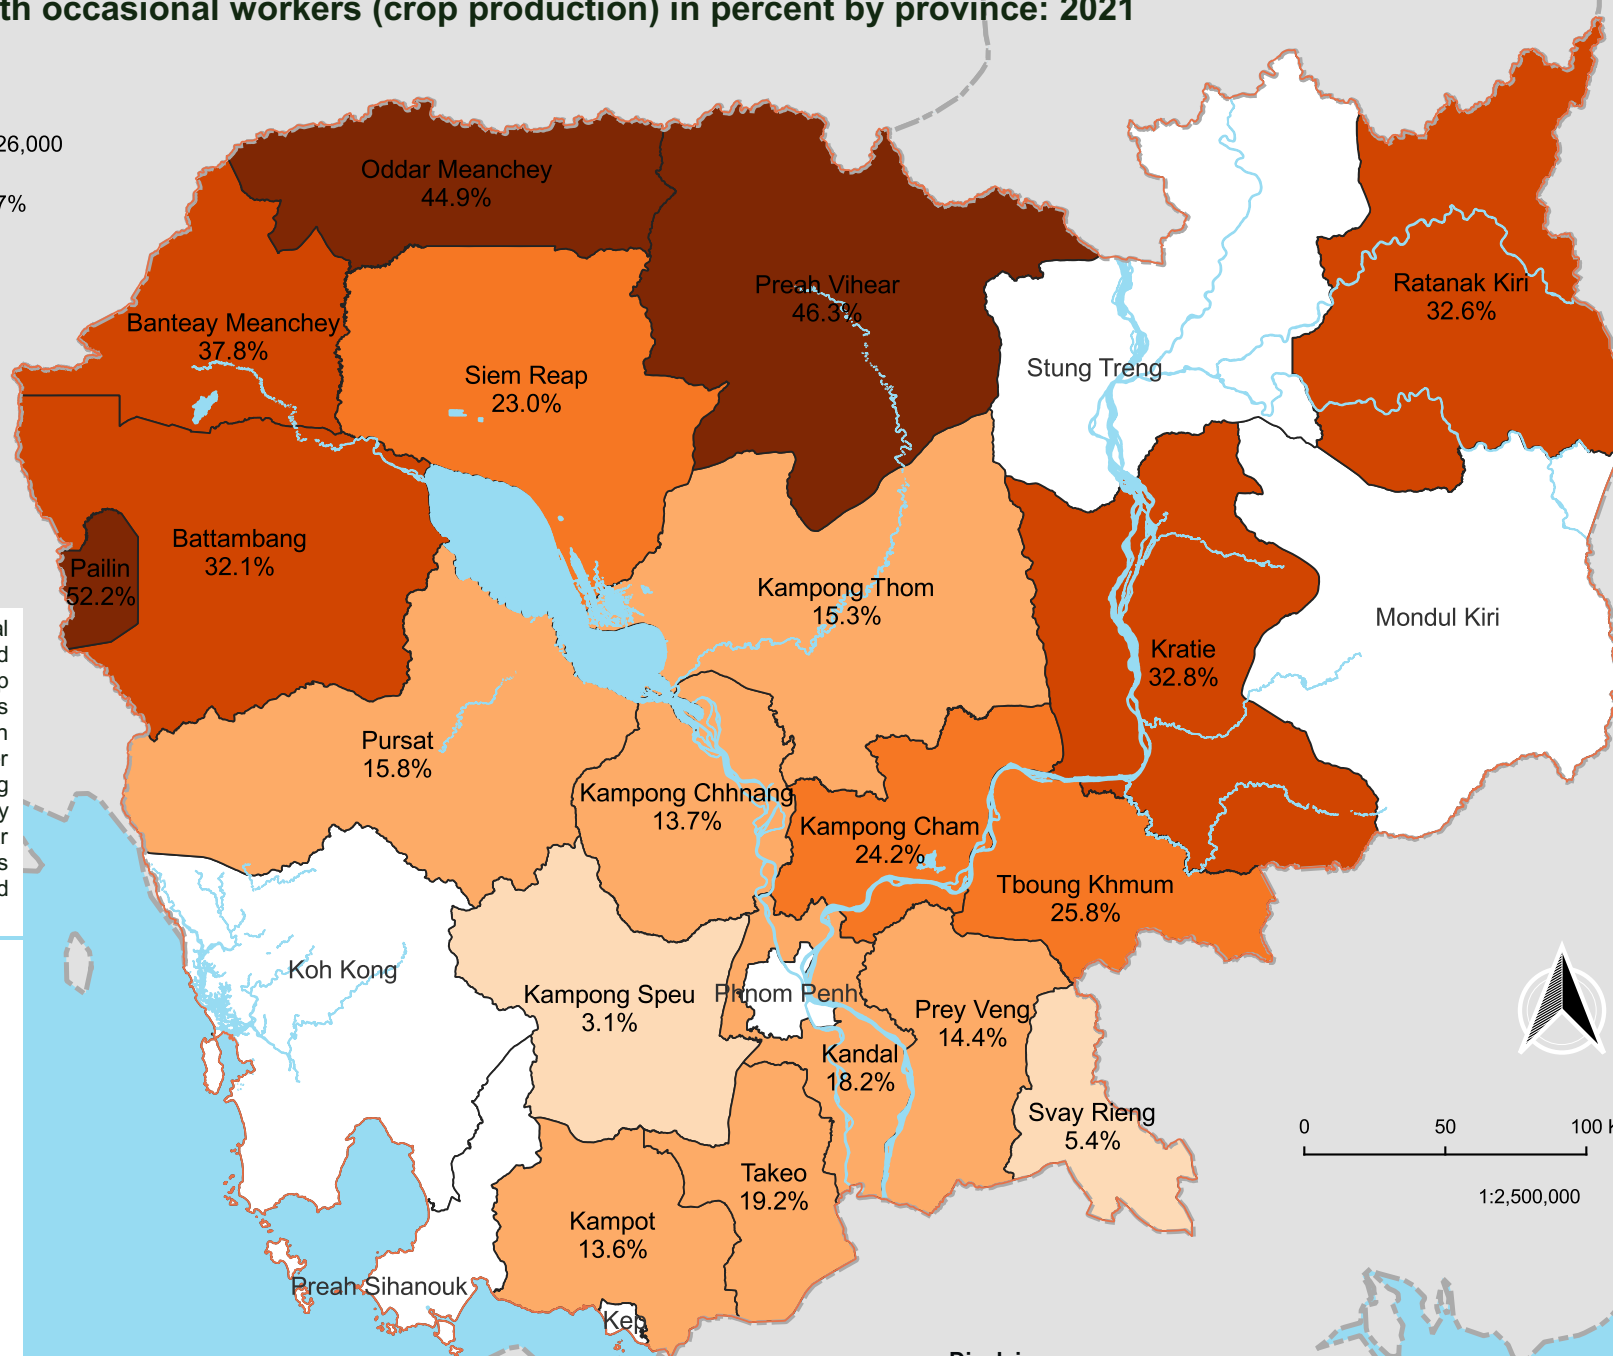 th occasional workers (crop production) in percent by province: 2021
26,000
7%
Oddar Meanchey
44.9%
Preah Vihear
46.3%
Ratanak Kiri
32.6%
Banteay Meanchey
37.8%
Siem Reap
23.0%
Stung Treng
Battambang
32.1%
Pailin
52.2%
Kampong Thom
15.3%
Mondul Kiri
Kratie
32.8%
al
d
p
s
n
r
g
y
r
s
d
Pursat
15.8%
Kampong Chhnang
13.7%
Kampong Cham
24.2%
Tboung Khmum
25.8%
Koh Kong
Kampong Speu
3.1%
Phnom Penh
Prey Veng
14.4%
Kandal
18.2%
Svay Rieng
5.4%
Takeo
19.2%
Kampot
13.6%
Preah Sihanouk
Kep
0 50 100
1:2,500,000